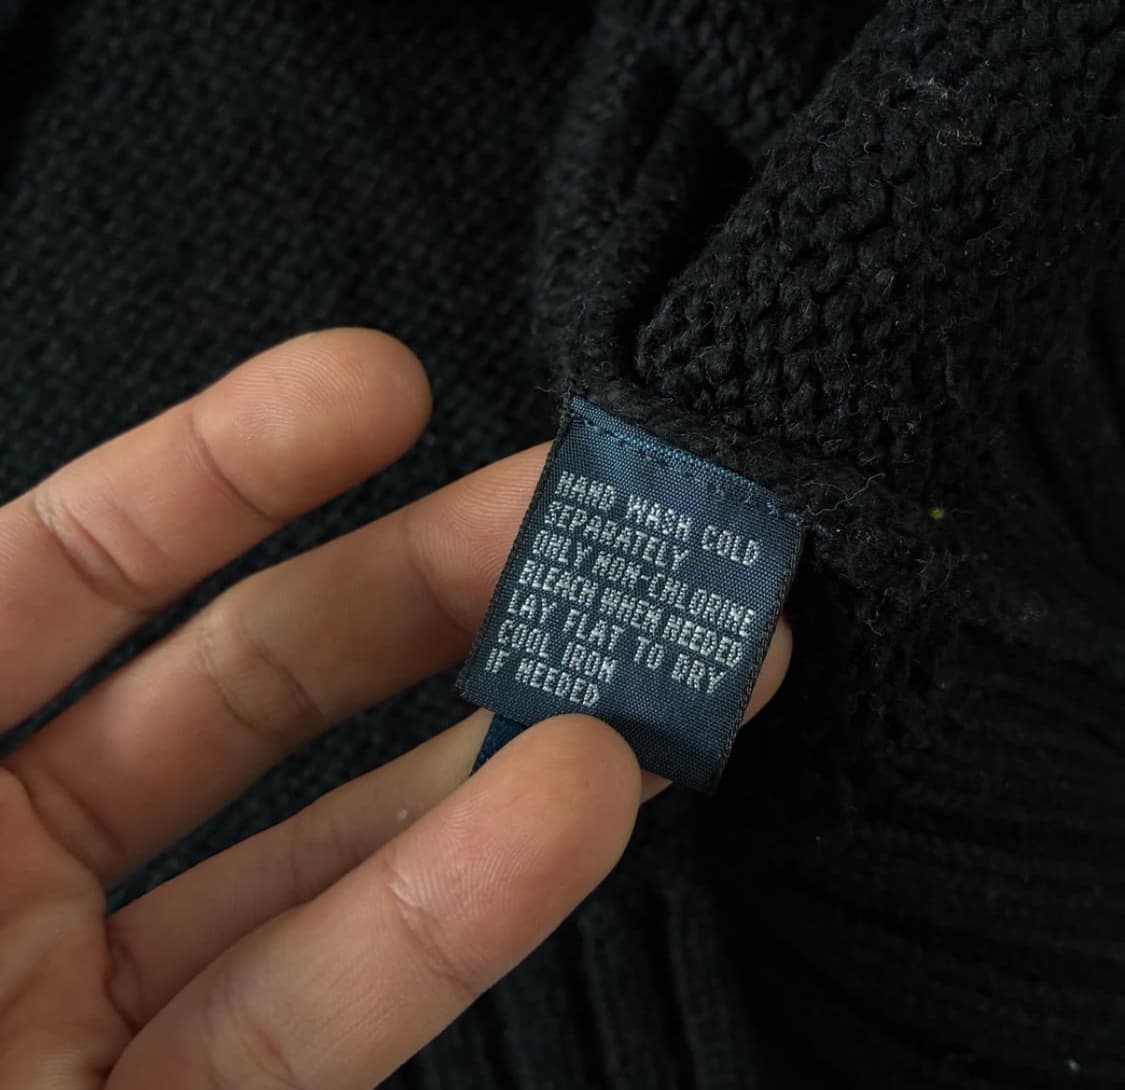 HAND WASH COLD
SEPARATELY
ONLY NON-CHLORINE
BLEACH WHEN NEEDED
LAY FLAT TO DRY
COOL IRON
IF NEEDED